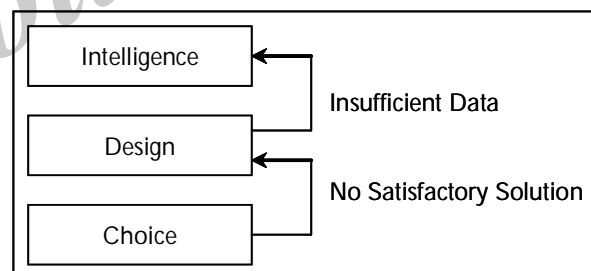 Intelligence
Insufficient Data
Design
No Satisfactory Solution
Choice